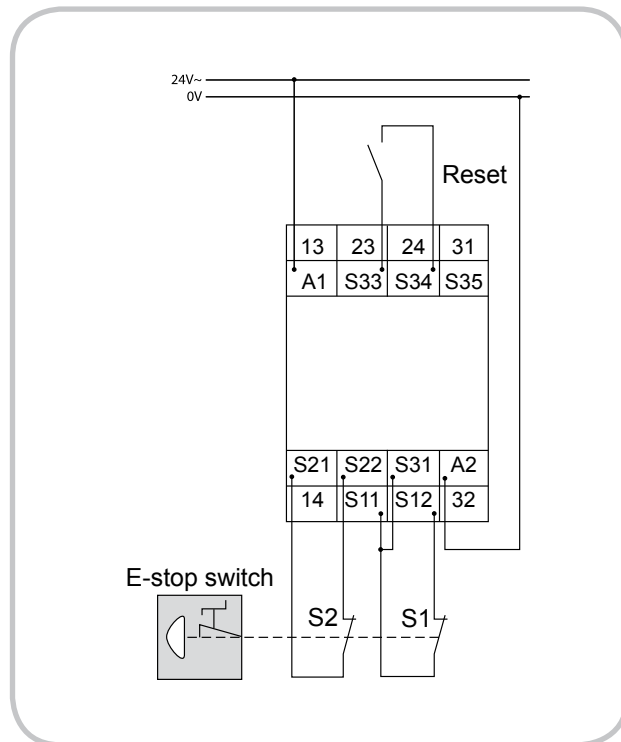 24V~
0V
Reset
13 23 24 31
A1 S33 S34 S35
S21 S22 S31 A2
14 S11 S12 32
E-stop switch
S2 S1